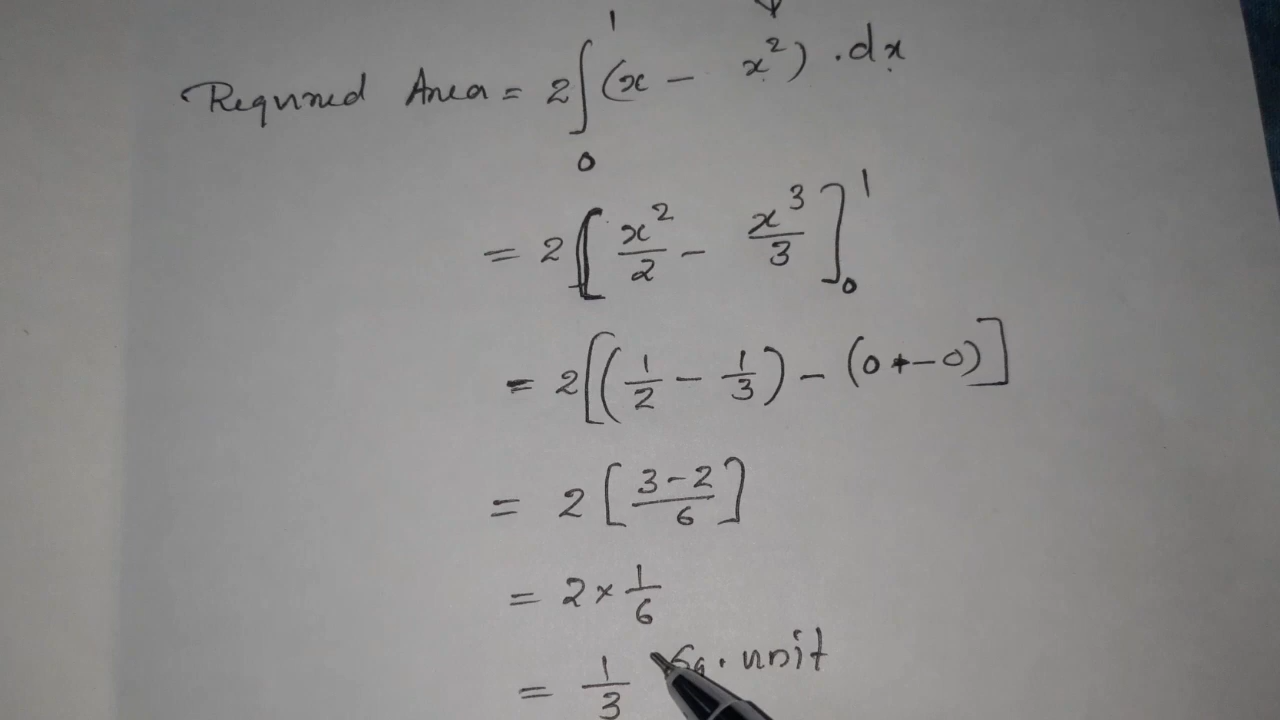 Required Area = 2∫₀¹ (x − x²) .dx
= 2[x²/2 − x³/3]₀¹
= 2[(1/2 − 1/3) − (0 + − 0)]
= 2[(3−2)/6]
= 2 × 1/6
= 1/3 Sq. unit